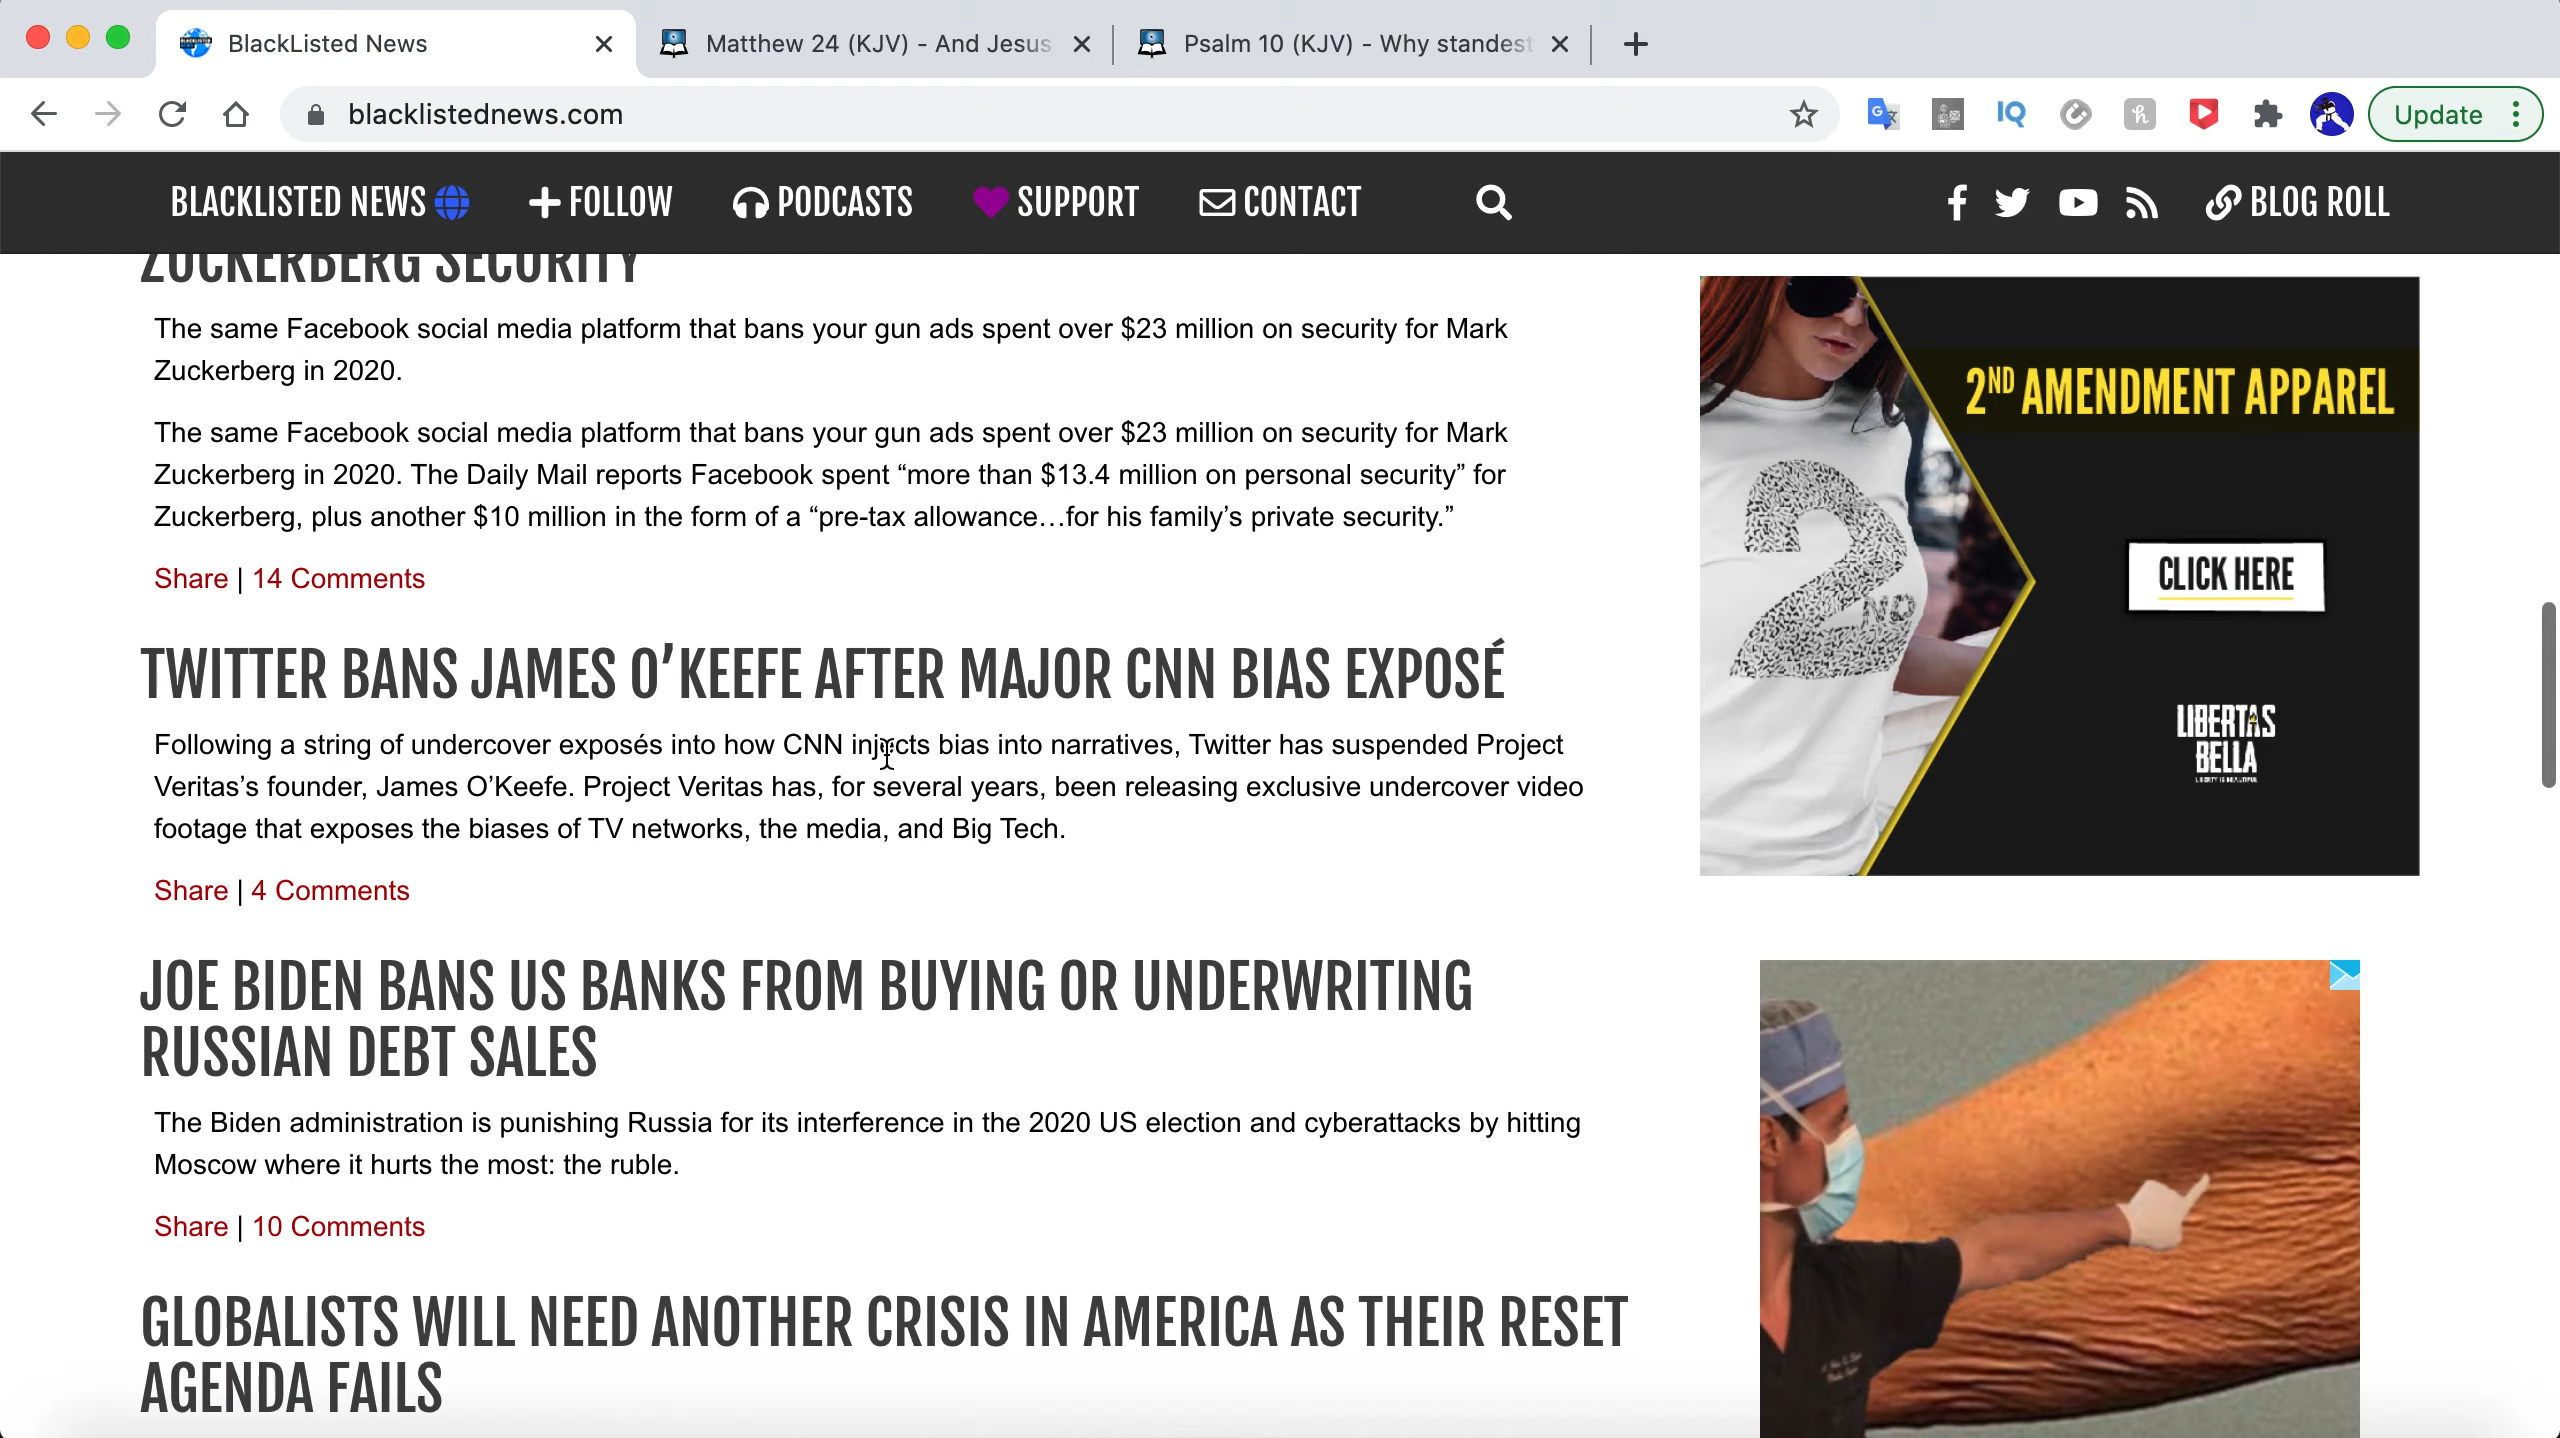 BlackListed News
Matthew 24 (KJV) - And Jesus
Psalm 10 (KJV) - Why standest
blacklistednews.com
Update
BLACKLISTED NEWS
FOLLOW
PODCASTS
SUPPORT
CONTACT
BLOG ROLL
ZUCKERBERG SECURITY
The same Facebook social media platform that bans your gun ads spent over $23 million on security for Mark
Zuckerberg in 2020.
The same Facebook social media platform that bans your gun ads spent over $23 million on security for Mark
Zuckerberg in 2020. The Daily Mail reports Facebook spent “more than $13.4 million on personal security” for
Zuckerberg, plus another $10 million in the form of a “pre-tax allowance…for his family’s private security.”
Share | 14 Comments
TWITTER BANS JAMES O’KEEFE AFTER MAJOR CNN BIAS EXPOSÉ
Following a string of undercover exposés into how CNN injects bias into narratives, Twitter has suspended Project
Veritas’s founder, James O’Keefe. Project Veritas has, for several years, been releasing exclusive undercover video
footage that exposes the biases of TV networks, the media, and Big Tech.
Share | 4 Comments
JOE BIDEN BANS US BANKS FROM BUYING OR UNDERWRITING
RUSSIAN DEBT SALES
The Biden administration is punishing Russia for its interference in the 2020 US election and cyberattacks by hitting
Moscow where it hurts the most: the ruble.
Share | 10 Comments
GLOBALISTS WILL NEED ANOTHER CRISIS IN AMERICA AS THEIR RESET
AGENDA FAILS
2ND AMENDMENT APPAREL
2ND
CLICK HERE
LIBERTAS
BELLA
LIBERTY IS BEAUTIFUL